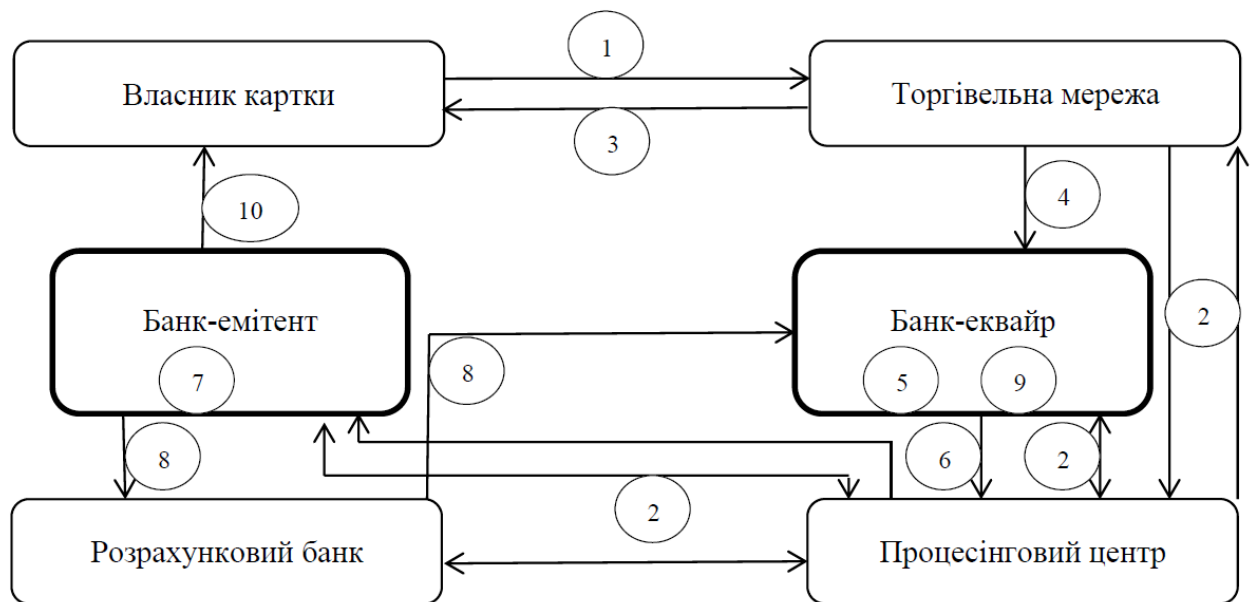 1
Власник картки
Торгівельна мережа
3
10
4
Банк-емітент
Банк-еквайр
2
8
7
5
9
8
6
2
2
Розрахунковий банк
Процесінговий центр